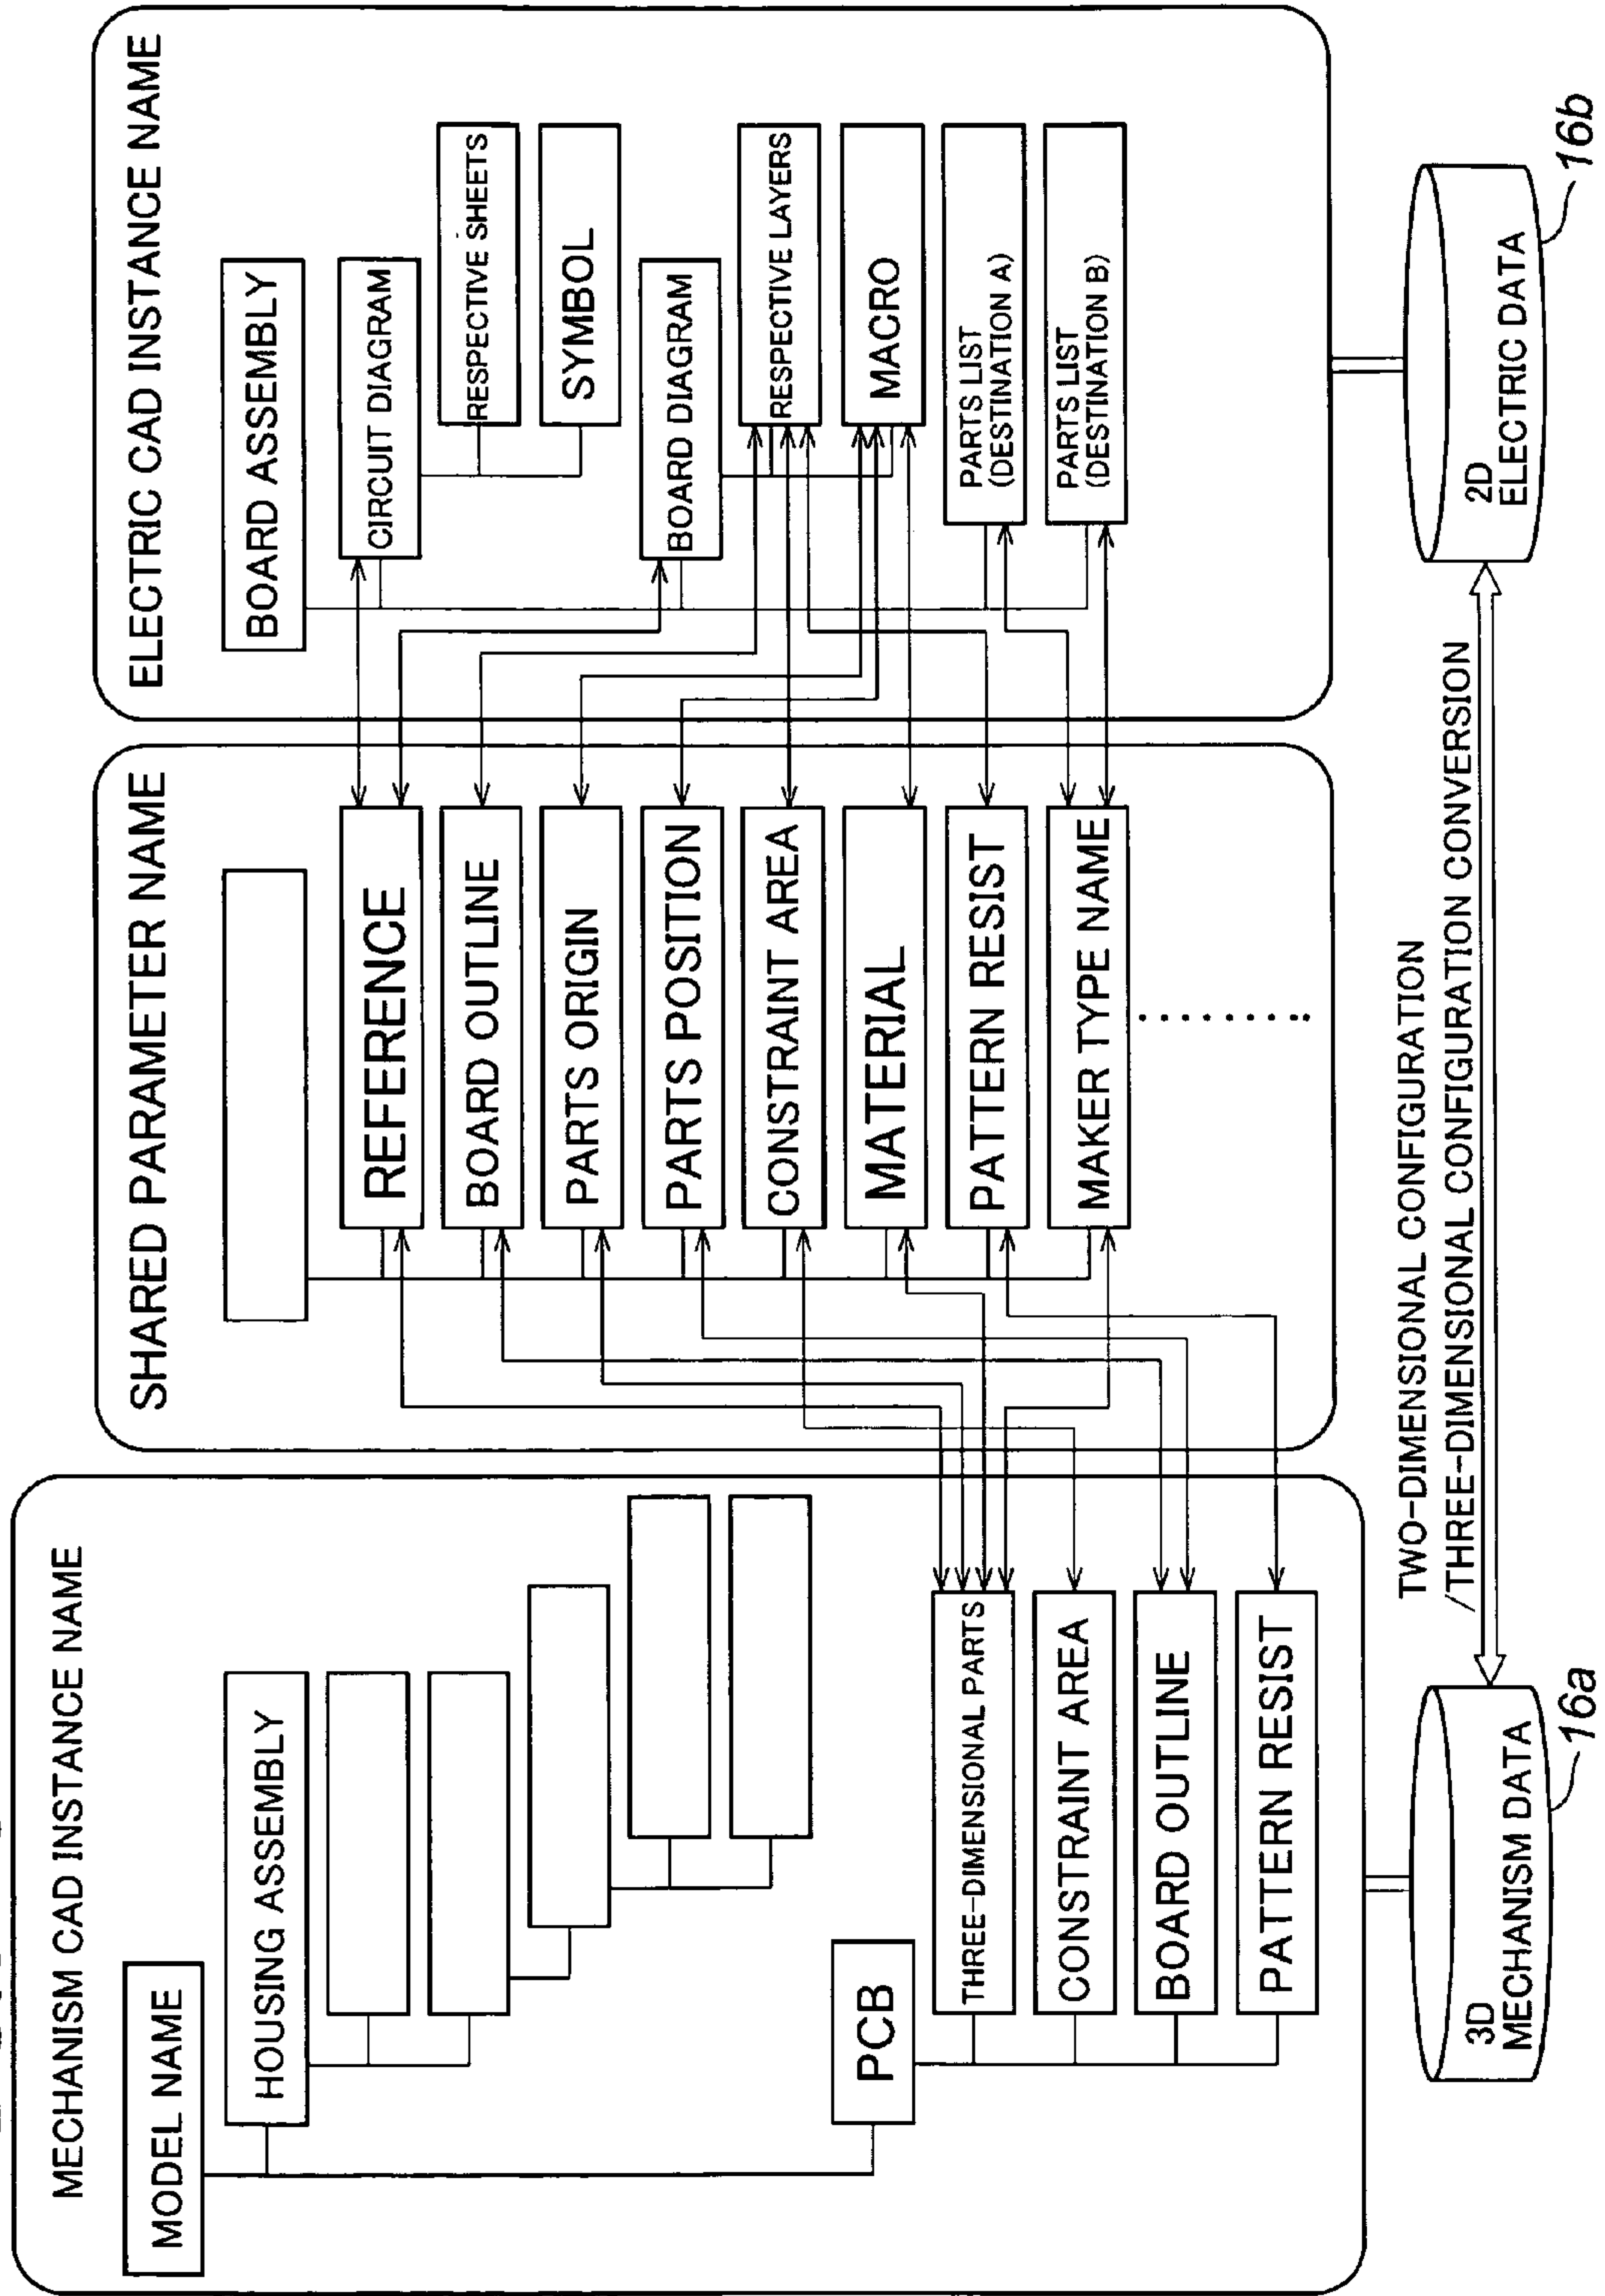 MECHANISM CAD INSTANCE NAME
MODEL NAME
HOUSING ASSEMBLY
PCB
THREE-DIMENSIONAL PARTS
CONSTRAINT AREA
BOARD OUTLINE
PATTERN RESIST
3D
MECHANISM DATA
16a
SHARED PARAMETER NAME
REFERENCE
BOARD OUTLINE
PARTS ORIGIN
PARTS POSITION
CONSTRAINT AREA
MATERIAL
PATTERN RESIST
MAKER TYPE NAME
TWO-DIMENSIONAL CONFIGURATION
/THREE-DIMENSIONAL CONFIGURATION CONVERSION
ELECTRIC CAD INSTANCE NAME
BOARD ASSEMBLY
CIRCUIT DIAGRAM
RESPECTIVE SHEETS
SYMBOL
BOARD DIAGRAM
RESPECTIVE LAYERS
MACRO
PARTS LIST
(DESTINATION A)
PARTS LIST
(DESTINATION B)
2D
ELECTRIC DATA
16b